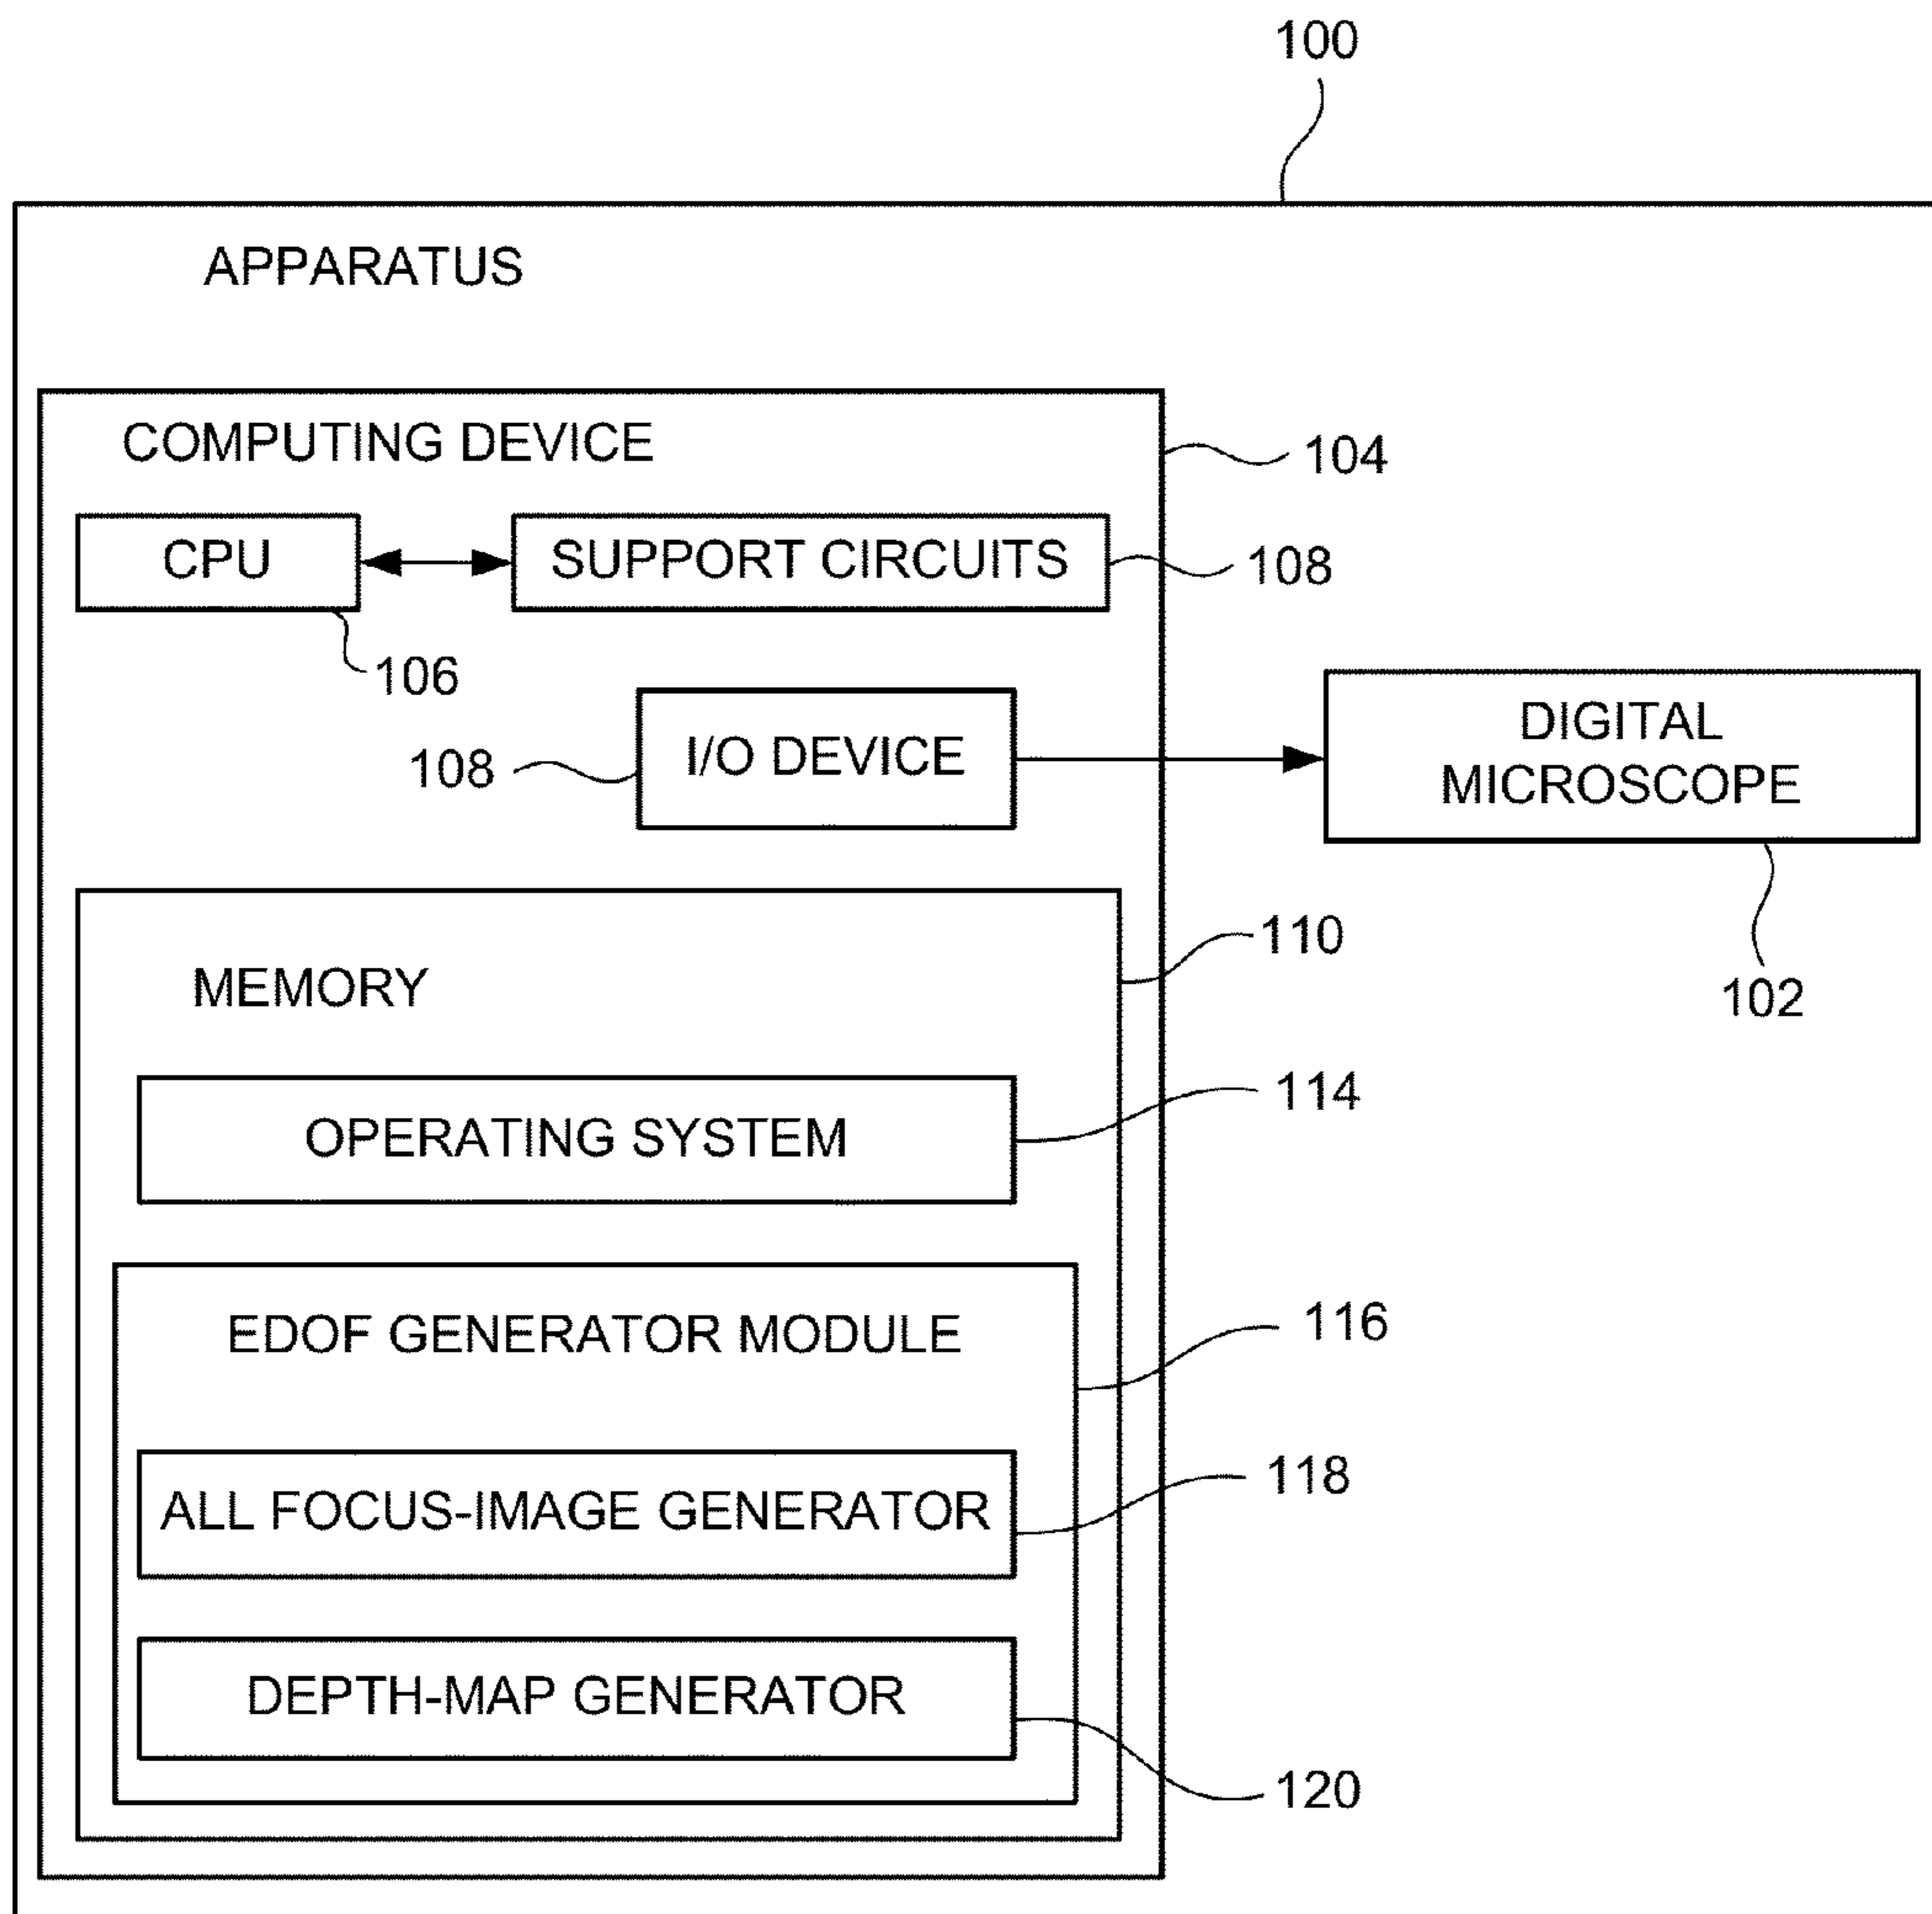 100
APPARATUS
COMPUTING DEVICE
104
CPU
SUPPORT CIRCUITS
108
106
I/O DEVICE
108
DIGITAL
MICROSCOPE
102
MEMORY
110
OPERATING SYSTEM
114
EDOF GENERATOR MODULE
116
ALL FOCUS-IMAGE GENERATOR
118
DEPTH-MAP GENERATOR
120